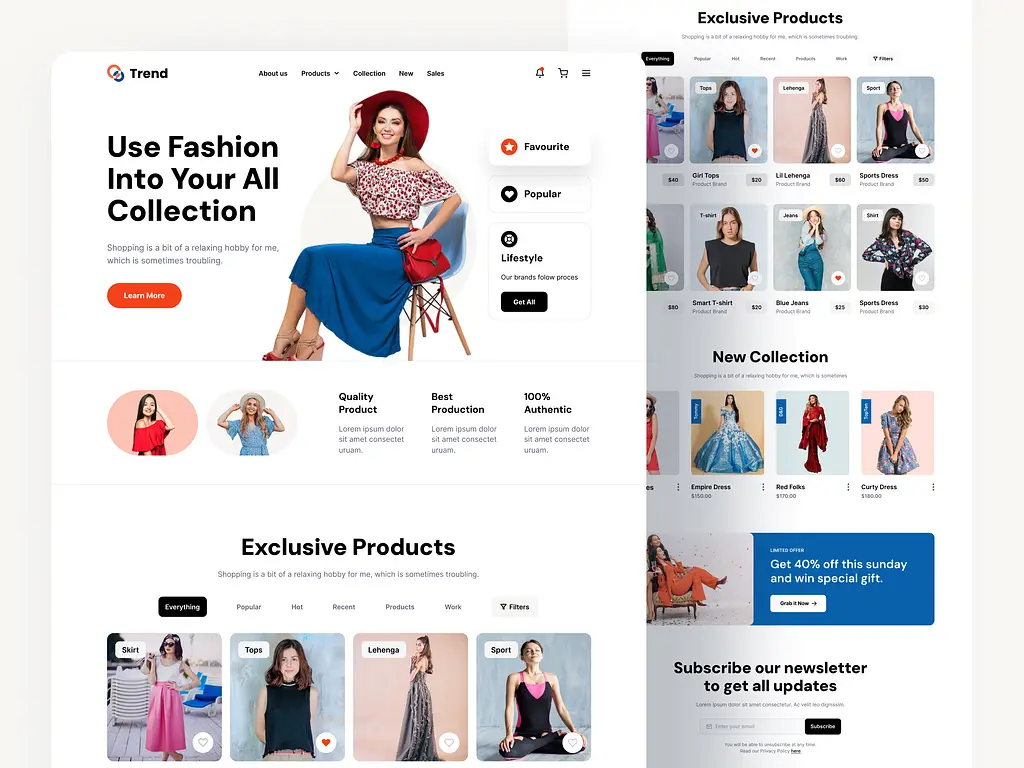 Trend
About us
Products
Collection
New
Sales
Use Fashion
Into Your All
Collection
Shopping is a bit of a relaxing hobby for me,
which is sometimes troubling.
Learn More
Favourite
Popular
Lifestyle
Our brands folow proces
Get All
Quality
Product
Lorem ipsum dolor
sit amet consectet
uruam.
Best
Production
Lorem ipsum dolor
sit amet consectet
uruam.
100%
Authentic
Lorem ipsum dolor
sit amet consectet
uruam.
Exclusive Products
Shopping is a bit of a relaxing hobby for me, which is sometimes troubling.
Everything
Popular
Hot
Recent
Products
Work
Filters
Skirt
Tops
Lehenga
Sport
Exclusive Products
Shopping is a bit of a relaxing hobby for me, which is sometimes troubling.
Everything
Popular
Hot
Recent
Products
Work
Filters
Tops
Lehenga
Sport
$40
Girl Tops
Product Brand
$20
Lil Lehenga
Product Brand
$60
Sports Dress
Product Brand
$50
T-shirt
Jeans
Shirt
$80
Smart T-shirt
Product Brand
$20
Blue Jeans
Product Brand
$25
Sports Dress
Product Brand
$30
New Collection
Shopping is a bit of a relaxing hobby for me, which is sometimes
Tommy
D&G
TopTen
es
Empire Dress
$150.00
Red Folks
$170.00
Curty Dress
$180.00
LIMITED OFFER
Get 40% off this sunday
and win special gift.
Grab it Now
Subscribe our newsletter
to get all updates
Lorem ipsum dolor sit amet consectetur. Ac velit leo dignissim.
Enter your email
Subscribe
You will be able to unsubscribe at any time.
Read our Privacy Policy here